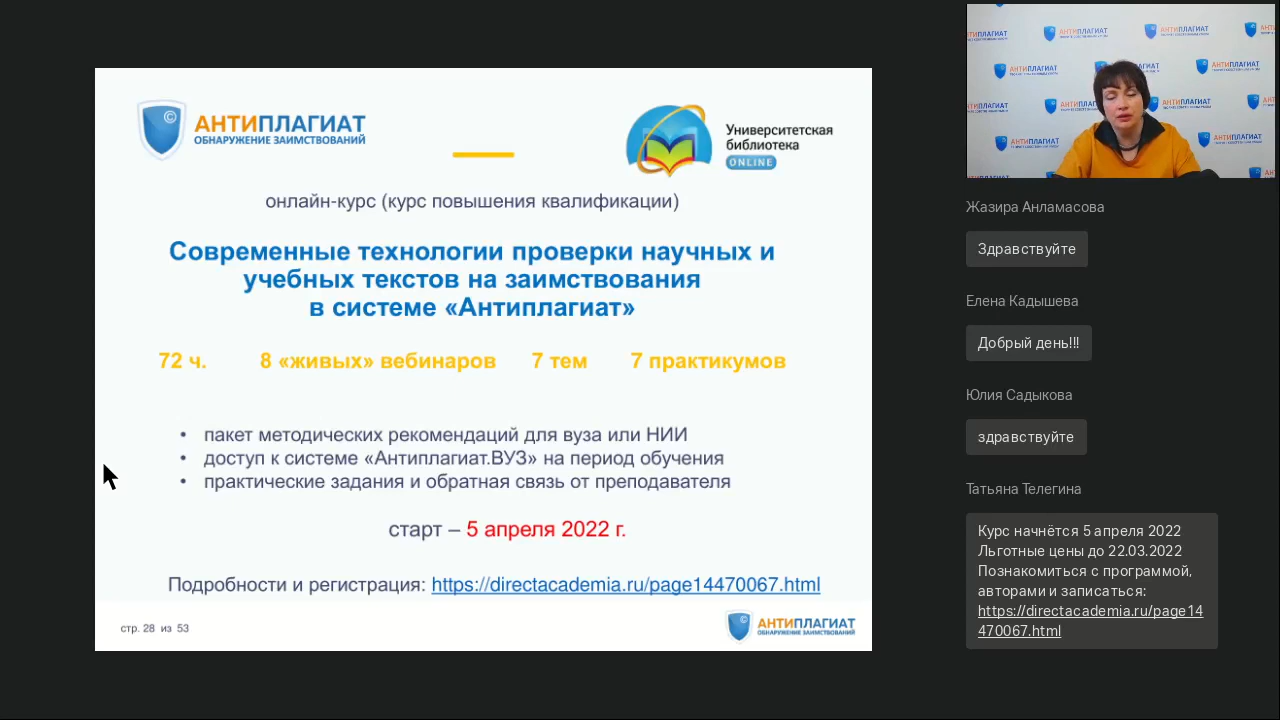 АНТИПЛАГИАТ
ОБНАРУЖЕНИЕ ЗАИМСТВОВАНИЙ
Университетская
библиотека
ONLINE
онлайн-курс (курс повышения квалификации)
Современные технологии проверки научных и
учебных текстов на заимствования
в системе «Антиплагиат»
72 ч. 8 «живых» вебинаров 7 тем 7 практикумов
• пакет методических рекомендаций для вуза или НИИ
• доступ к системе «Антиплагиат.ВУЗ» на период обучения
• практические задания и обратная связь от преподавателя
старт – 5 апреля 2022 г.
Подробности и регистрация: https://directacademia.ru/page14470067.html
стр. 28 из 53
АНТИПЛАГИАТ
ОБНАРУЖЕНИЕ ЗАИМСТВОВАНИЙ
АНТИПЛАГИАТ
Жазира Анламасова
Здравствуйте
Елена Кадышева
Добрый день!!!
Юлия Садыкова
здравствуйте
Татьяна Телегина
Курс начнётся 5 апреля 2022
Льготные цены до 22.03.2022
Познакомиться с программой,
авторами и записаться:
https://directacademia.ru/page14
470067.html